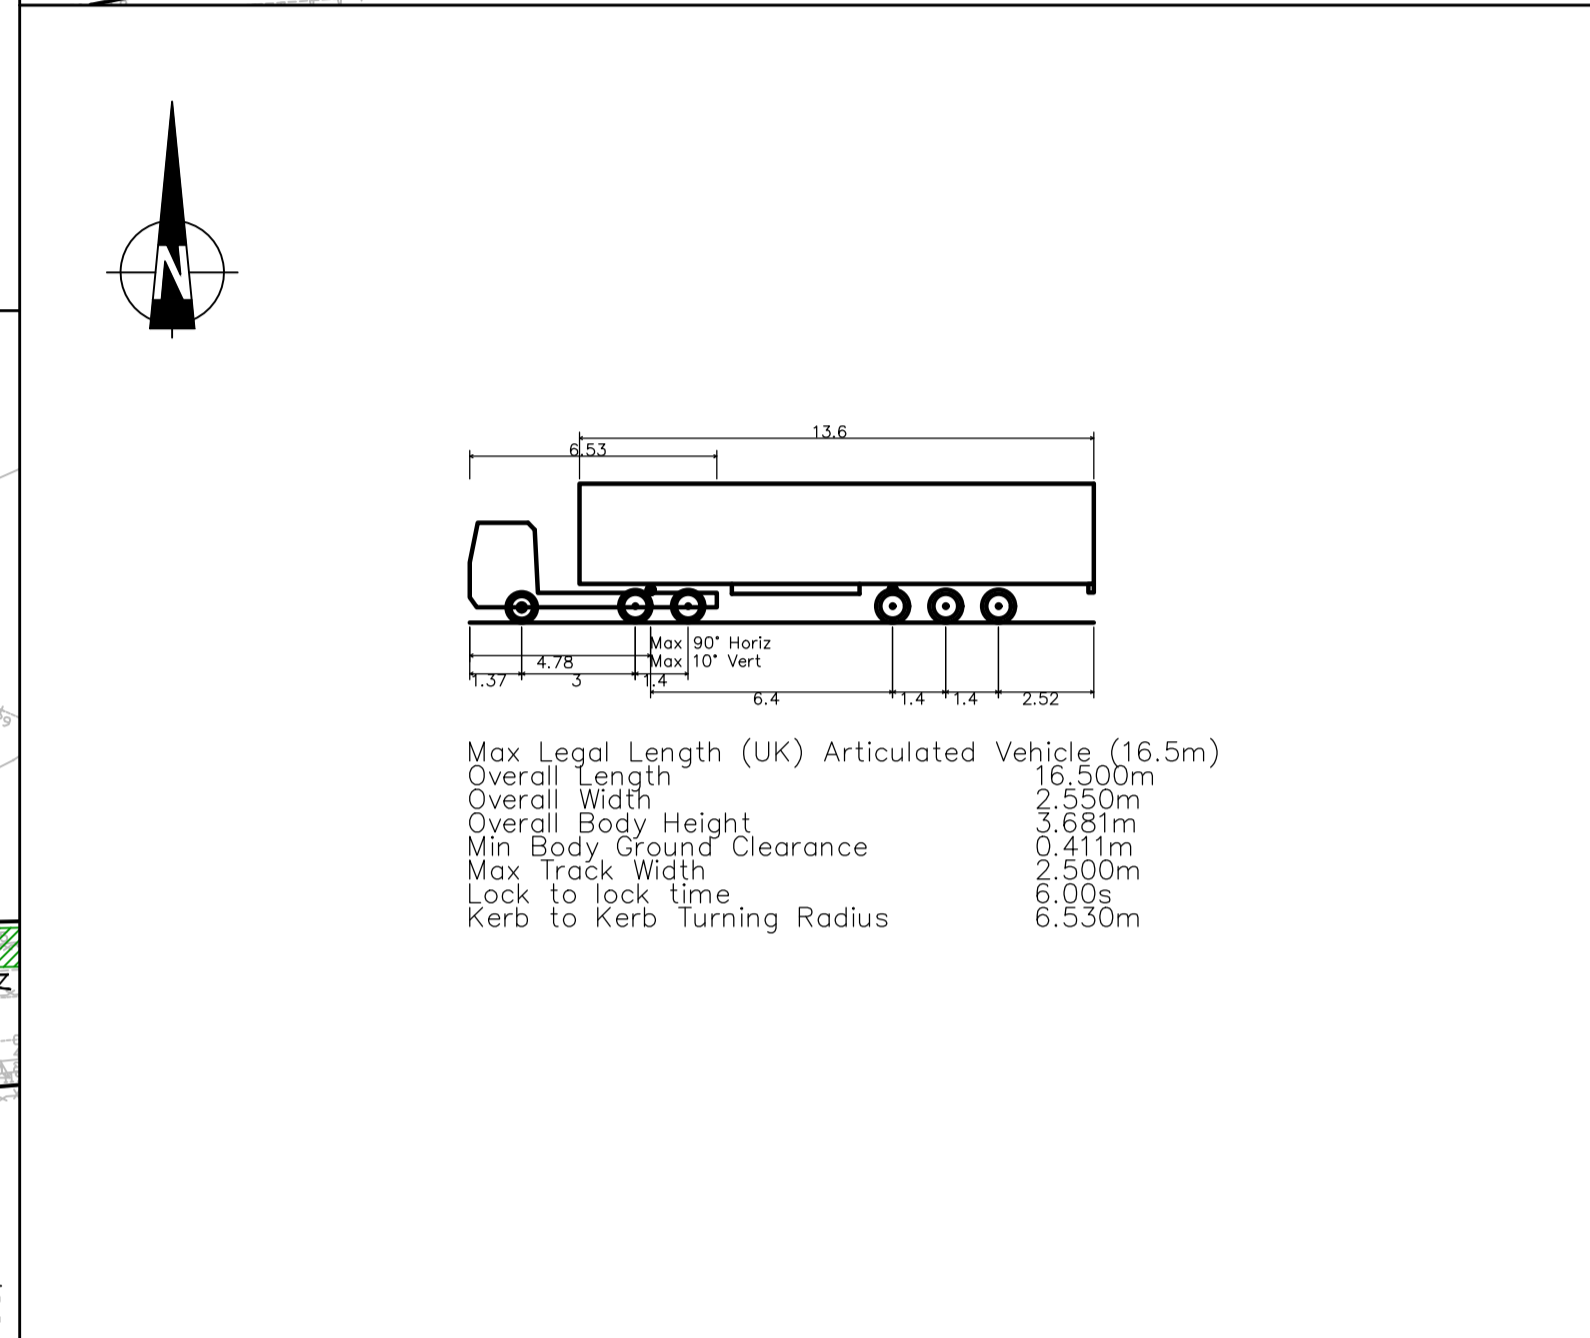 N
13.6
6.53
Max 90° Horiz
4.78 Max 10° Vert
1.37 3 1.4
6.4 1.4 1.4 2.52
Max Legal Length (UK) Articulated Vehicle (16.5m)
Overall Length 16.500m
Overall Width 2.550m
Overall Body Height 3.681m
Min Body Ground Clearance 0.411m
Max Track Width 2.500m
Lock to lock time 6.00s
Kerb to Kerb Turning Radius 6.530m